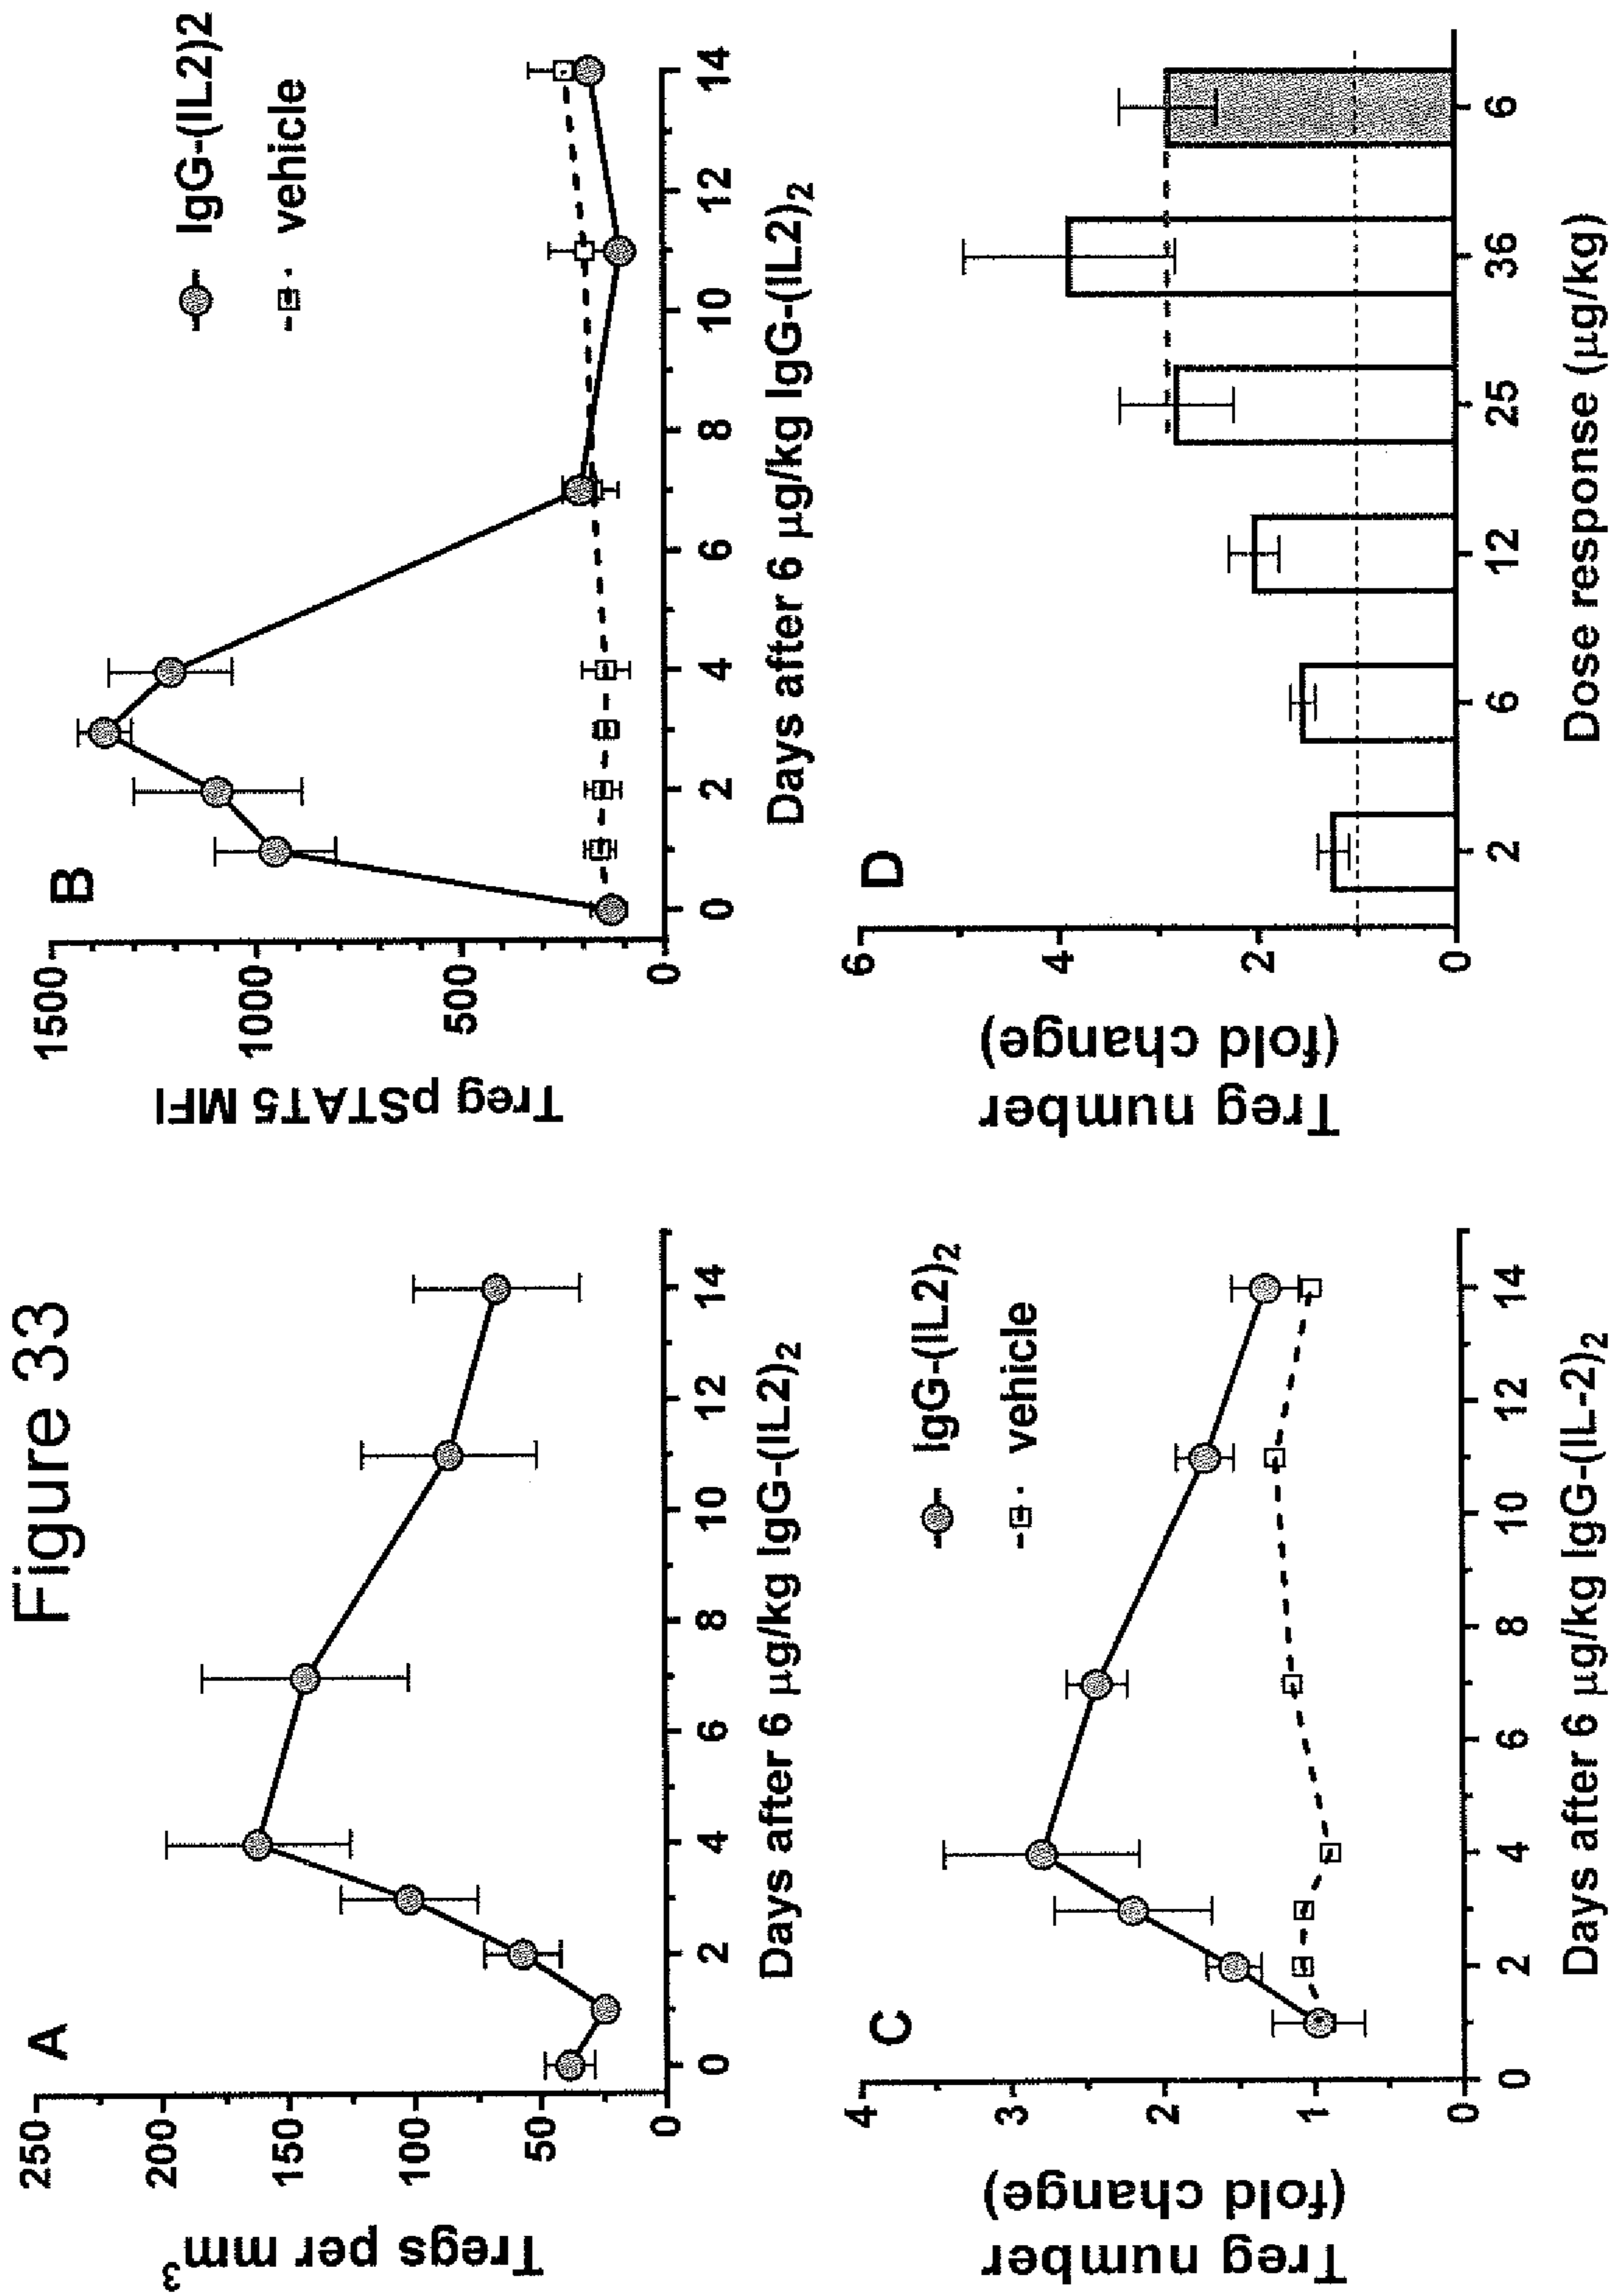 Figure 33
A
Tregs per mm³
250
200
150
100
50
0
0 2 4 6 8 10 12 14
Days after 6 μg/kg IgG-(IL2)₂
B
Treg pSTAT5 MFI
1500
1000
500
0
IgG-(IL2)2
vehicle
0 2 4 6 8 10 12 14
Days after 6 μg/kg IgG-(IL2)₂
C
Treg number
(fold change)
4
3
2
1
0
IgG-(IL2)₂
vehicle
0 2 4 6 8 10 12 14
Days after 6 μg/kg IgG-(IL-2)₂
D
Treg number
(fold change)
6
4
2
0
2 6 12 25 36 6
Dose response (μg/kg)